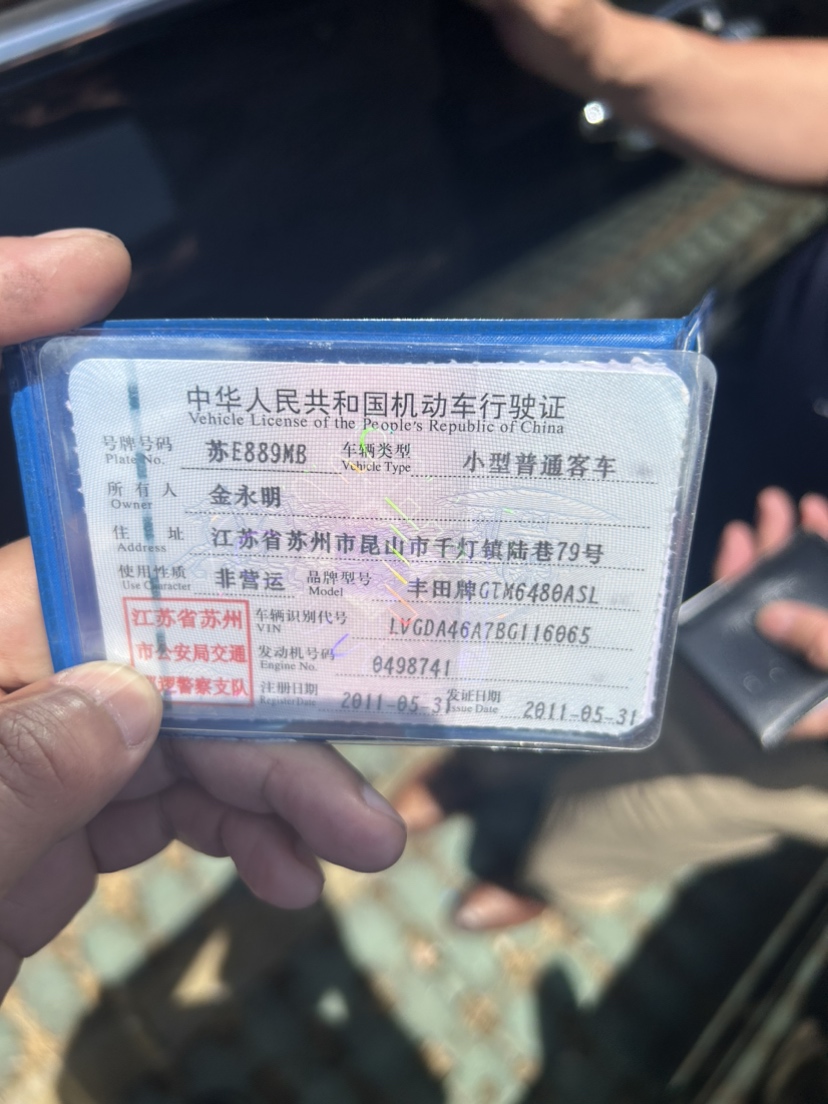 中华人民共和国机动车行驶证
Vehicle License of the People's Republic of China
号牌号码 苏E889MB 车辆类型 小型普通客车
Plate No. Vehicle Type
所有人 金永明
Owner
住址 江苏省苏州市昆山市千灯镇陆巷79号
Address
使用性质 非营运 品牌型号 丰田牌GTM6480ASL
Use Character Model
江苏省苏州 车辆识别代号 LVGDA46A7BG116065
VIN
市公安局交通 发动机号码 0498741
Engine No.
逻警察支队 注册日期 2011-05-31 发证日期 2011-05-31
Register Date Issue Date